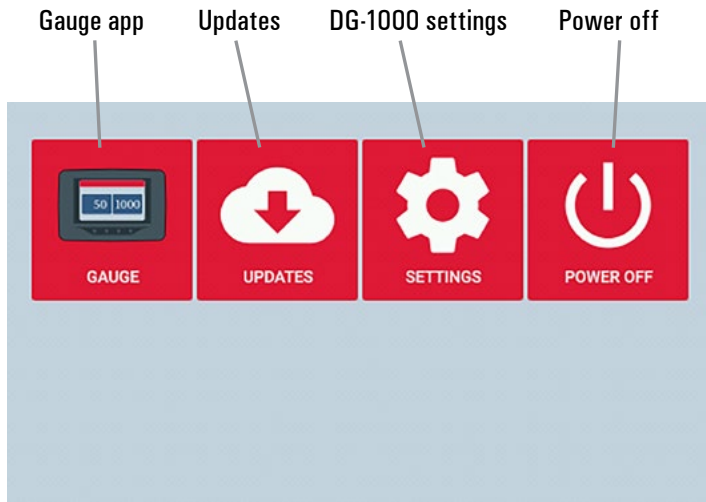 Gauge app Updates DG-1000 settings Power off
50 1000
GAUGE UPDATES SETTINGS POWER OFF